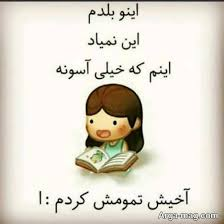 اینو بلدم
این نمیاد
اینم که خیلی آسونه
آخیش تمومش کردم :ا
Arga-mag.com